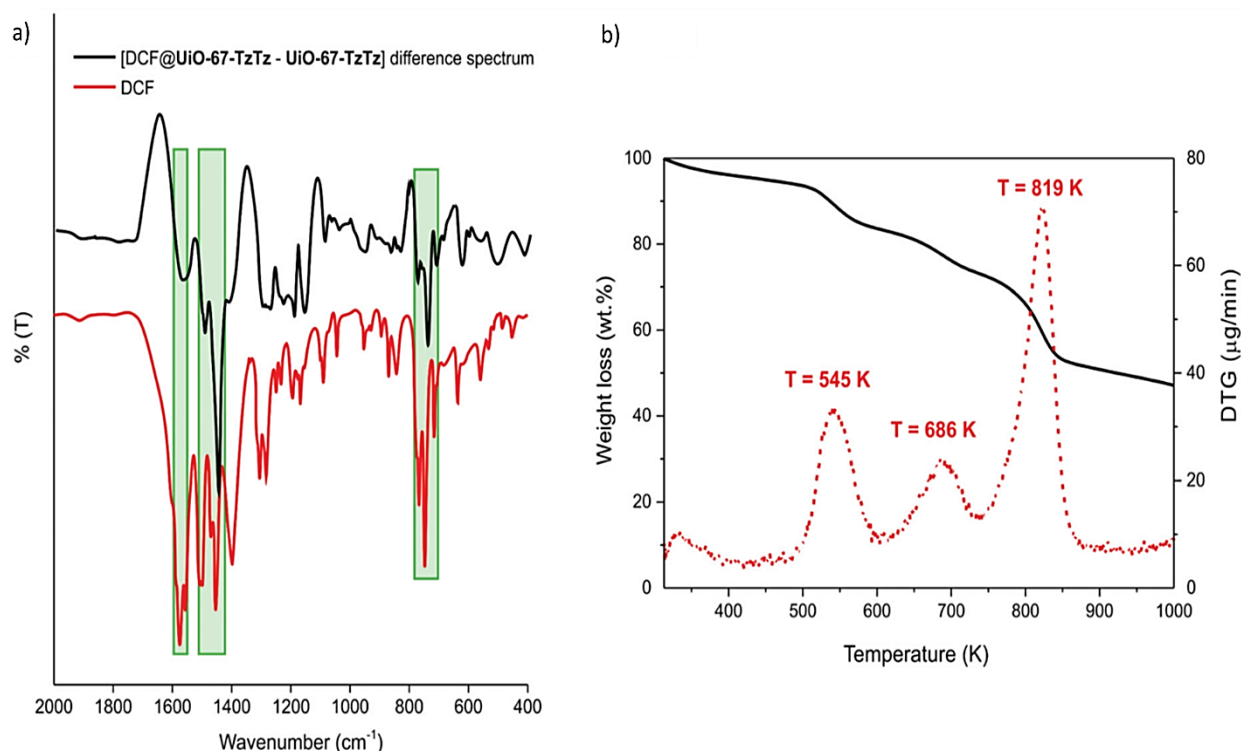 a)
[DCF@UiO-67-TzTz - UiO-67-TzTz] difference spectrum
DCF
% (T)
2000 1800 1600 1400 1200 1000 800 600 400
Wavenumber (cm⁻¹)
b)
100
80
60
40
20
0
Weight loss (wt.%)
T = 545 K
T = 686 K
T = 819 K
80
60
40
20
0
DTG (μg/min)
400 500 600 700 800 900 1000
Temperature (K)